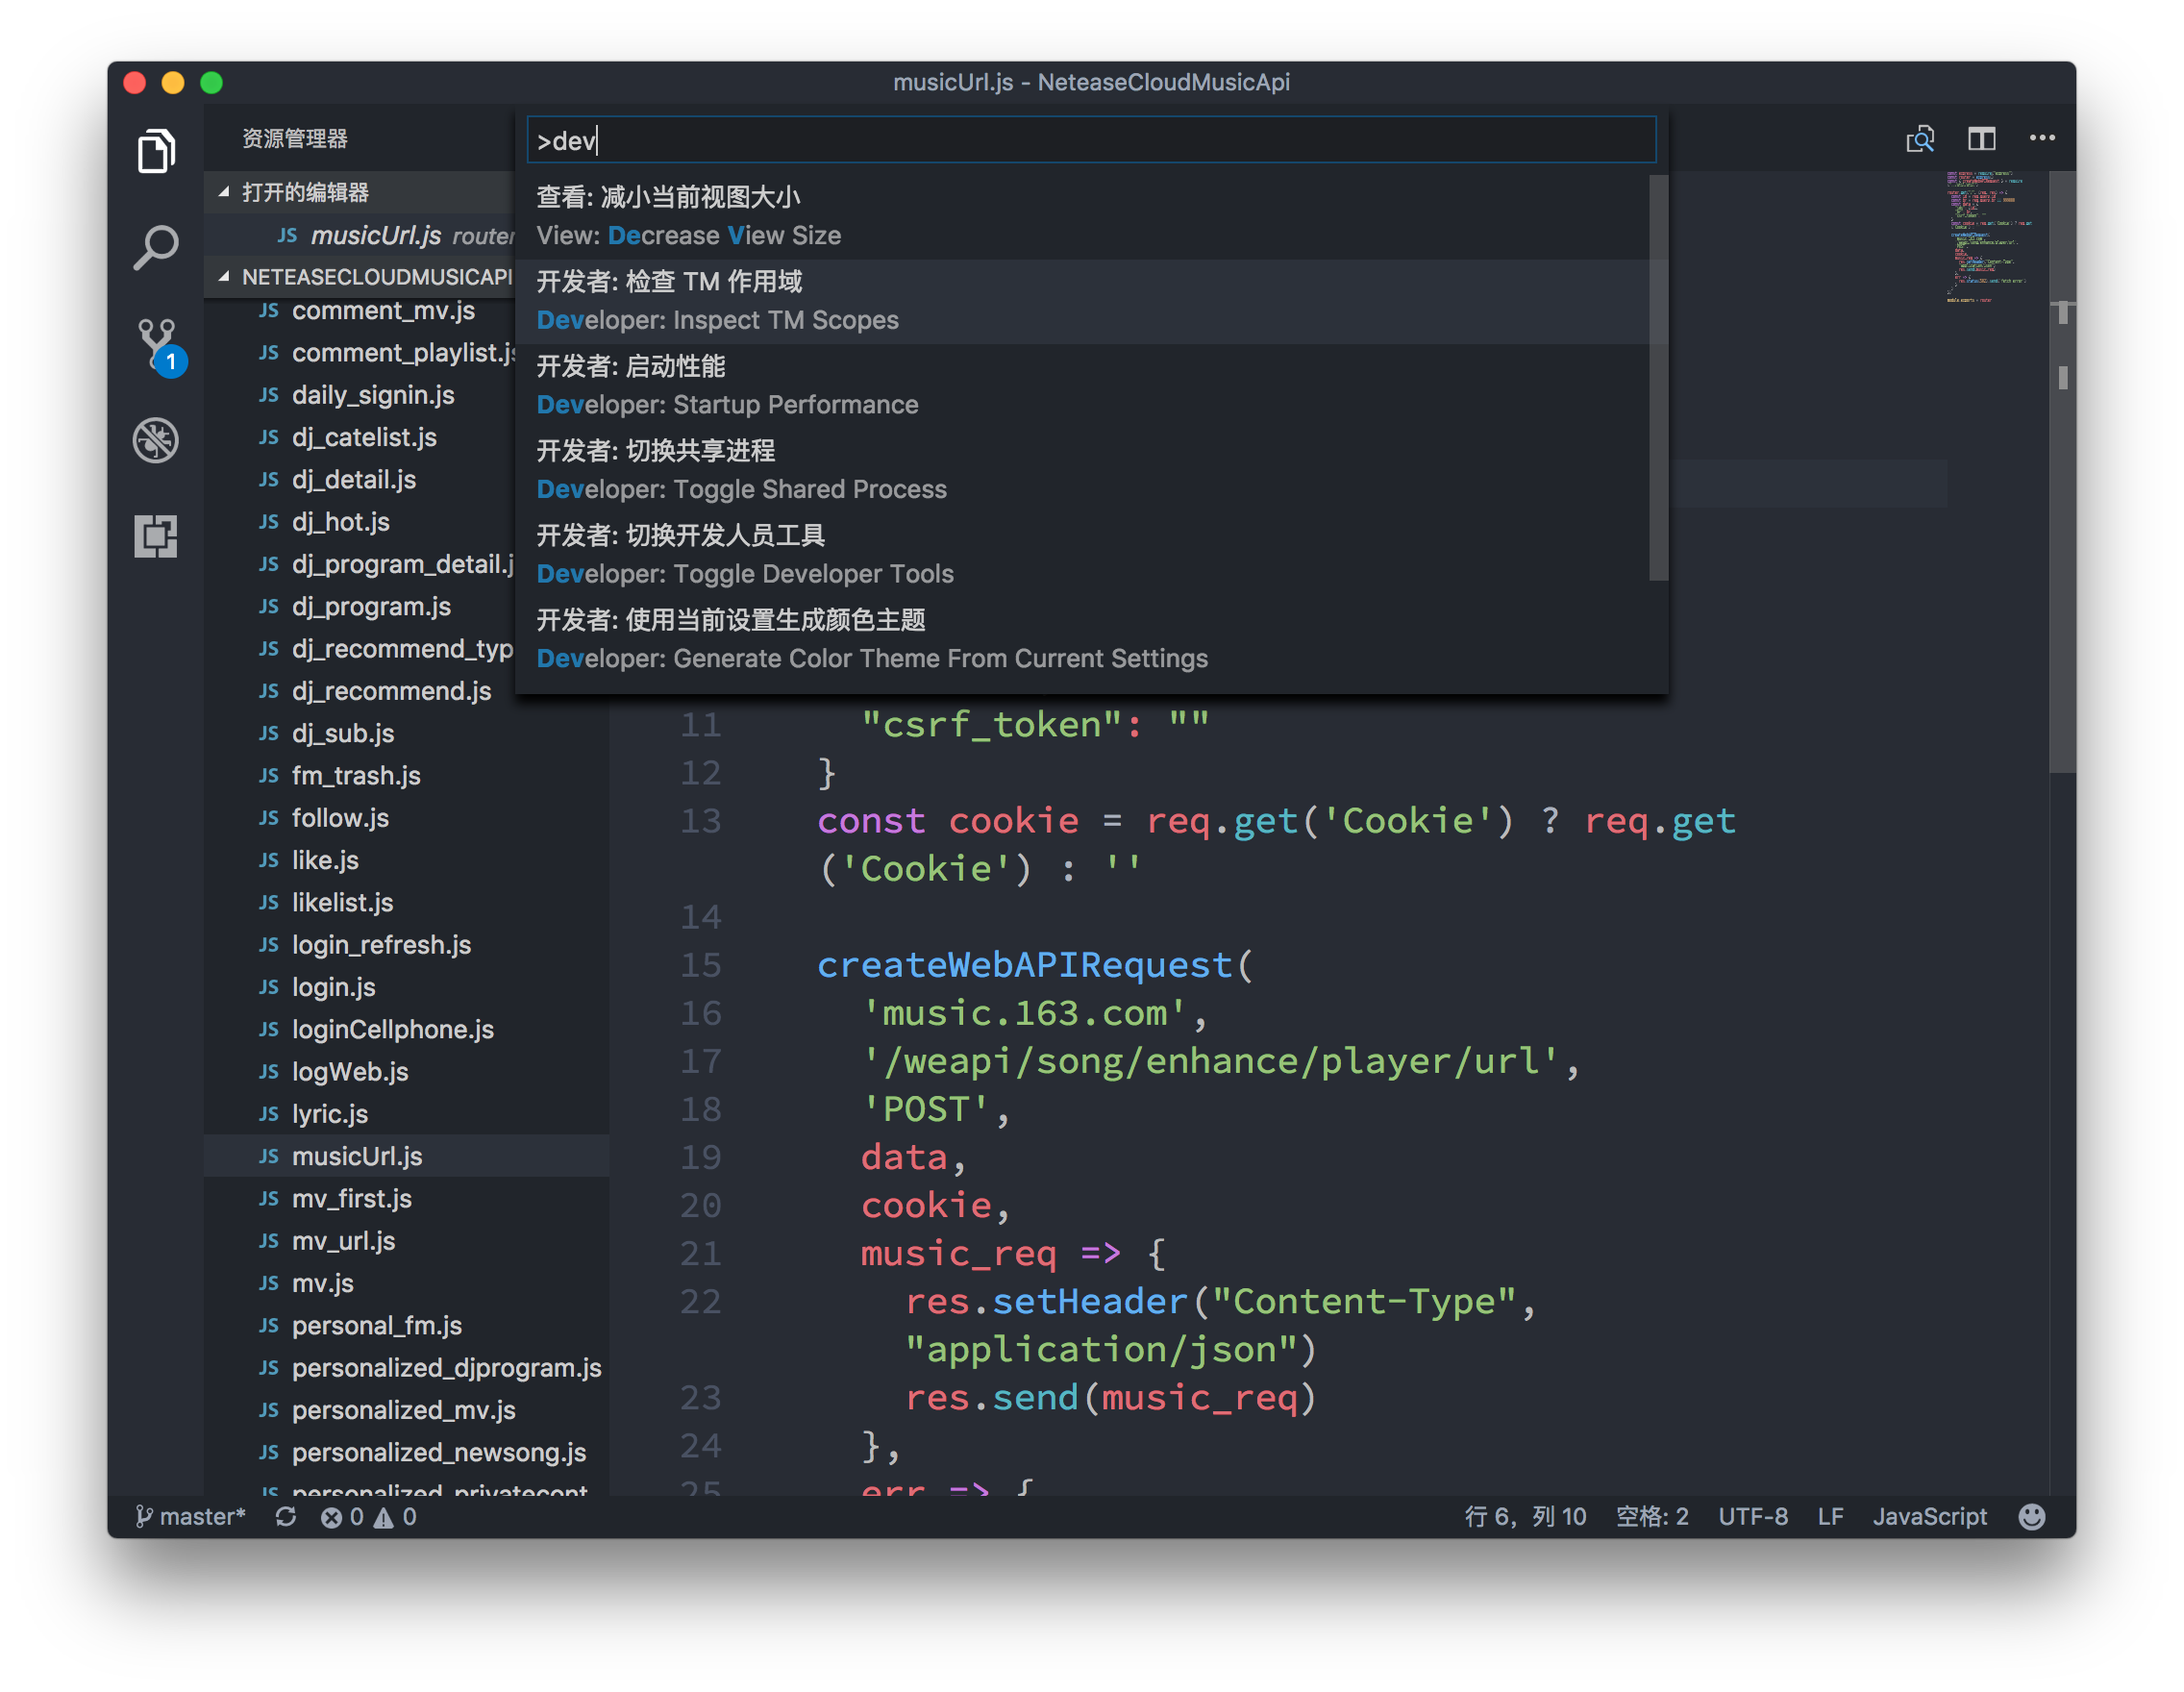 musicUrl.js - NeteaseCloudMusicApi
资源管理器
打开的编辑器
JS musicUrl.js router
NETEASECLOUDMUSICAPI
JS comment_mv.js
JS comment_playlist.js
JS daily_signin.js
JS dj_catelist.js
JS dj_detail.js
JS dj_hot.js
JS dj_program_detail.j
JS dj_program.js
JS dj_recommend_typ
JS dj_recommend.js
JS dj_sub.js
JS fm_trash.js
JS follow.js
JS like.js
JS likelist.js
JS login_refresh.js
JS login.js
JS loginCellphone.js
JS logWeb.js
JS lyric.js
JS musicUrl.js
JS mv_first.js
JS mv_url.js
JS mv.js
JS personal_fm.js
JS personalized_djprogram.js
JS personalized_mv.js
JS personalized_newsong.js
JS personalized_privatecont
1
>dev
查看: 减小当前视图大小
View: Decrease View Size
开发者: 检查 TM 作用域
Developer: Inspect TM Scopes
开发者: 启动性能
Developer: Startup Performance
开发者: 切换共享进程
Developer: Toggle Shared Process
开发者: 切换开发人员工具
Developer: Toggle Developer Tools
开发者: 使用当前设置生成颜色主题
Developer: Generate Color Theme From Current Settings
11 "csrf_token": ""
12 }
13 const cookie = req.get('Cookie') ? req.get
('Cookie') : ''
14
15 createWebAPIRequest(
16 'music.163.com',
17 '/weapi/song/enhance/player/url',
18 'POST',
19 data,
20 cookie,
21 music_req => {
22 res.setHeader("Content-Type",
"application/json")
23 res.send(music_req)
24 },
25 err => {
master* 0 0
行 6，列 10 空格: 2 UTF-8 LF JavaScript